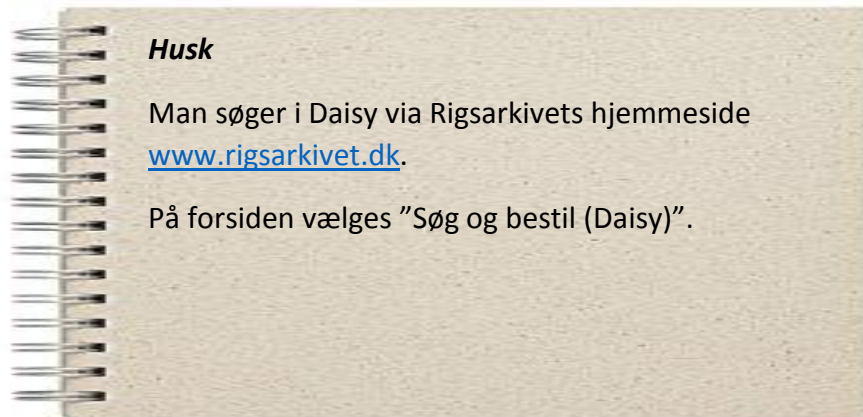 Husk
Man søger i Daisy via Rigsarkivets hjemmeside
www.rigsarkivet.dk.
På forsiden vælges ”Søg og bestil (Daisy)”.